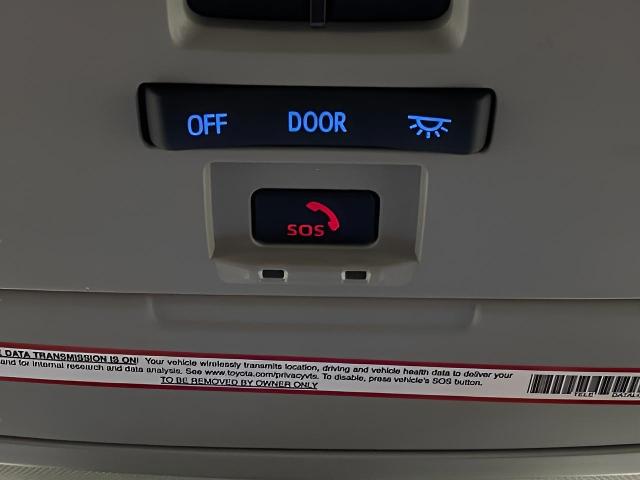 OFF DOOR
SOS
DATA TRANSMISSION IS ON! Your vehicle wirelessly transmits location, driving and vehicle health data to deliver your
and for internal research and data analysis. See www.toyota.com/privacyvts. To disable, press vehicle's SOS button.
TO BE REMOVED BY OWNER ONLY
TELE DATAL